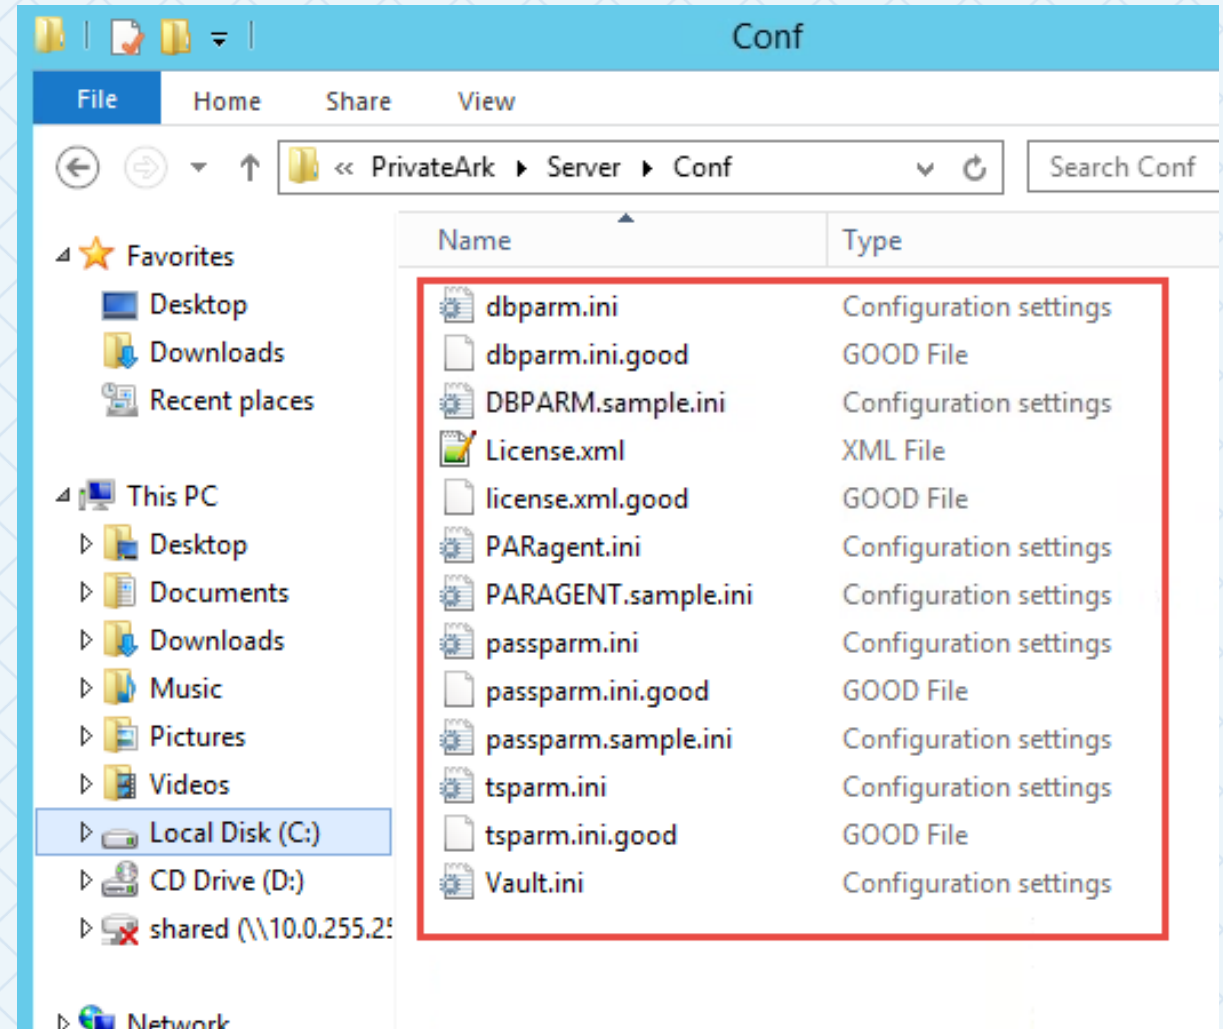 Conf
File Home Share View
« PrivateArk Server Conf Search Conf
Name Type
Favorites
Desktop
Downloads
Recent places
This PC
Desktop
Documents
Downloads
Music
Pictures
Videos
Local Disk (C:)
CD Drive (D:)
shared (\\10.0.255.25
Network
dbparm.ini Configuration settings
dbparm.ini.good GOOD File
DBPARM.sample.ini Configuration settings
License.xml XML File
license.xml.good GOOD File
PARagent.ini Configuration settings
PARAGENT.sample.ini Configuration settings
passparm.ini Configuration settings
passparm.ini.good GOOD File
passparm.sample.ini Configuration settings
tsparm.ini Configuration settings
tsparm.ini.good GOOD File
Vault.ini Configuration settings